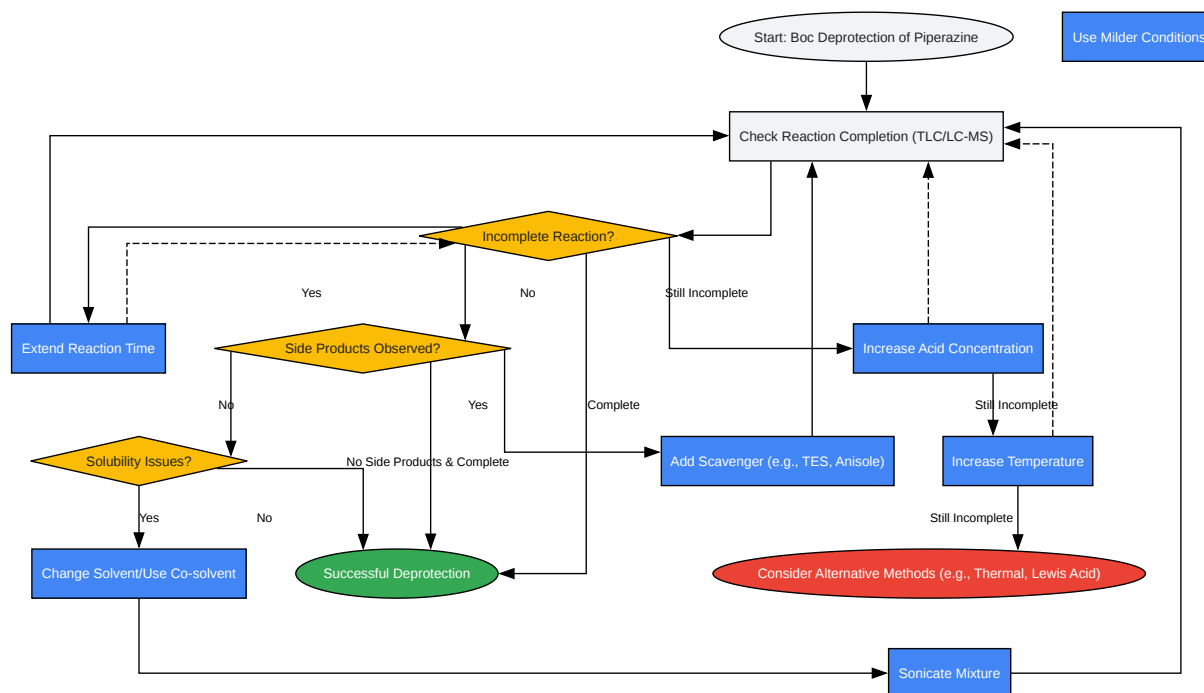 Start: Boc Deprotection of Piperazine
Use Milder Conditions
Check Reaction Completion (TLC/LC-MS)
Incomplete Reaction?
Yes
No
Still Incomplete
Extend Reaction Time
Side Products Observed?
Increase Acid Concentration
No
Yes
Complete
Still Incomplete
Solubility Issues?
No Side Products & Complete
Add Scavenger (e.g., TES, Anisole)
Increase Temperature
Yes
No
Still Incomplete
Change Solvent/Use Co-solvent
Successful Deprotection
Consider Alternative Methods (e.g., Thermal, Lewis Acid)
Sonicate Mixture